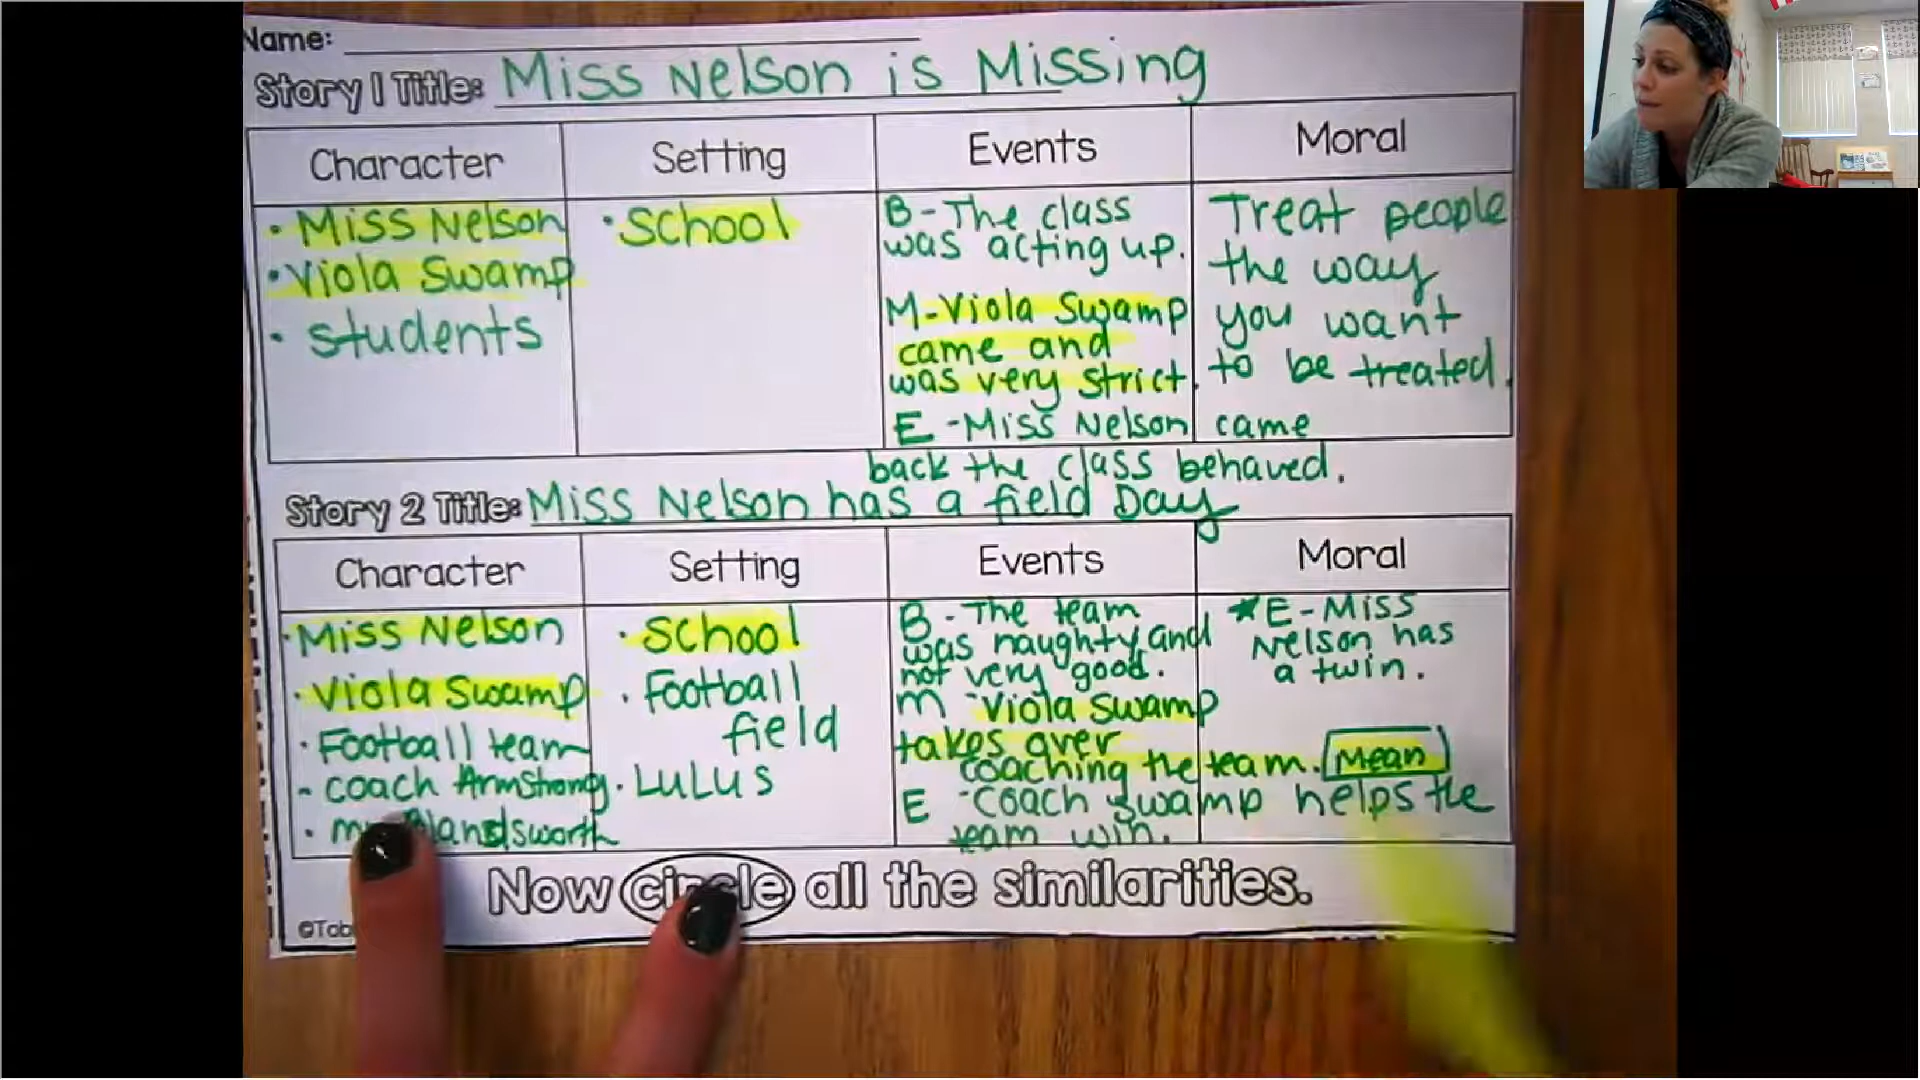 Name:
Story 1 Title: Miss Nelson is Missing
Character Setting Events Moral
• Miss Nelson
• Viola Swamp
• students
• School
B - The class
was acting up.
M - Viola Swamp
came and
was very strict.
E - Miss Nelson came
back the class behaved.
Treat people
the way
you want
to be treated.
Story 2 Title: Miss Nelson has a field Day
Character Setting Events Moral
• Miss Nelson
• Viola Swamp
• Football team
- coach Armstrong
•
• School
• Football
field
• LuLus
B - The team
was naughty and
not very good.
M - Viola Swamp
takes over
coaching the team. Mean
E - Coach Swamp helps the
team win.
★ E - Miss
Nelson has
a twin.
Now circle all the similarities.